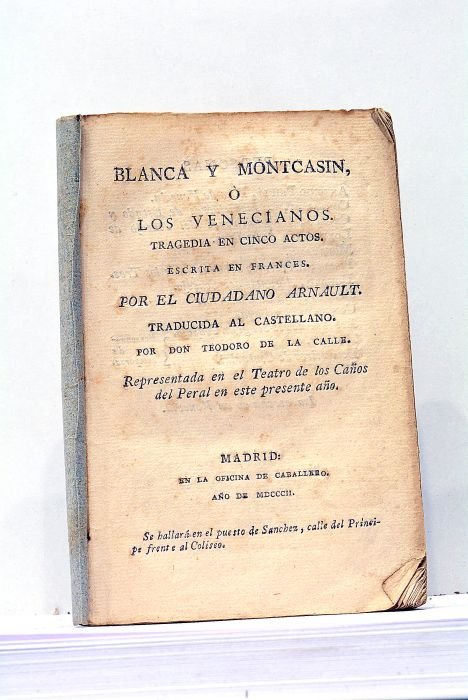 BLANCA Y MONTCASIN,
Ò
LOS VENECIANOS.
TRAGEDIA EN CINCO ACTOS.
ESCRITA EN FRANCES.
POR EL CIUDADANO ARNAULT.
TRADUCIDA AL CASTELLANO.
POR DON TEODORO DE LA CALLE.
Representada en el Teatro de los Caños
del Peral en este presente año.
MADRID:
EN LA OFICINA DE CABALLERO.
AÑO DE MDCCCII.
Se hallará en el puesto de Sanchez, calle del Princi-
pe frente al Coliseo.